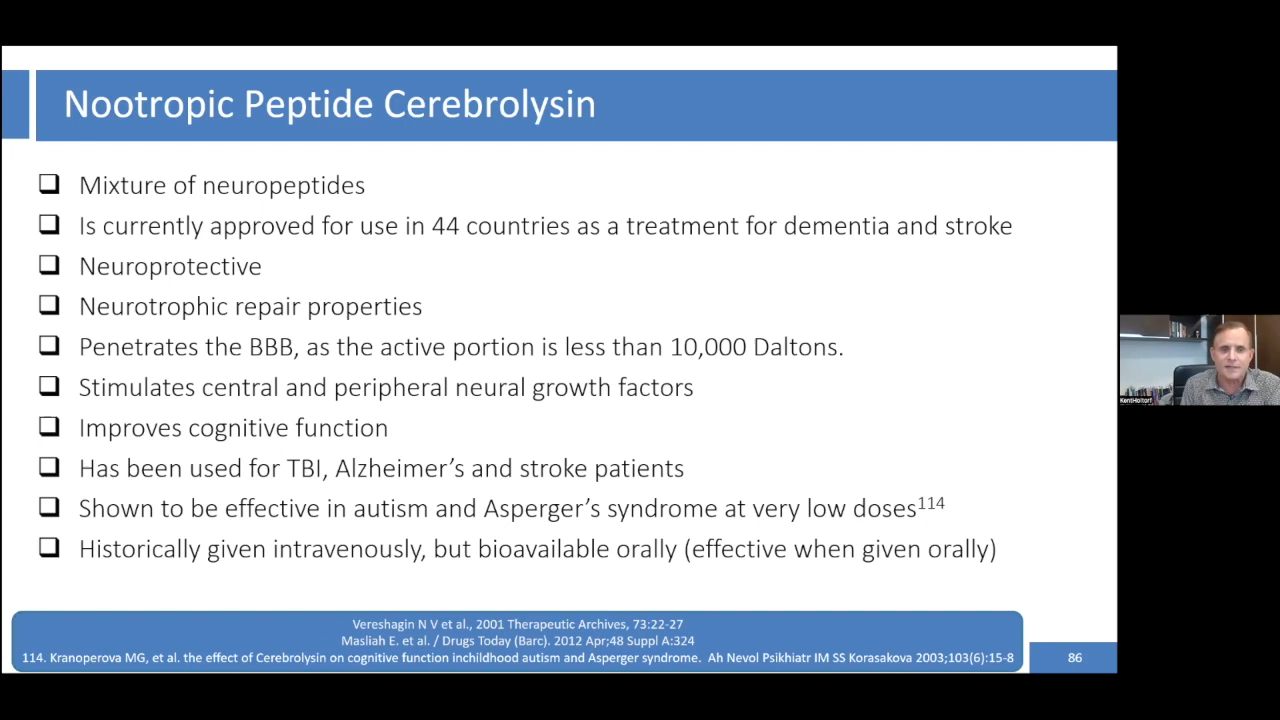 Nootropic Peptide Cerebrolysin
Mixture of neuropeptides
Is currently approved for use in 44 countries as a treatment for dementia and stroke
Neuroprotective
Neurotrophic repair properties
Penetrates the BBB, as the active portion is less than 10,000 Daltons.
Stimulates central and peripheral neural growth factors
Improves cognitive function
Has been used for TBI, Alzheimer’s and stroke patients
Shown to be effective in autism and Asperger’s syndrome at very low doses114
Historically given intravenously, but bioavailable orally (effective when given orally)
Vereshagin N V et al., 2001 Therapeutic Archives, 73:22-27
Masliah E. et al. / Drugs Today (Barc). 2012 Apr;48 Suppl A:324
114. Kranoperova MG, et al. the effect of Cerebrolysin on cognitive function inchildhood autism and Asperger syndrome. Ah Nevol Psikhiatr IM SS Korasakova 2003;103(6):15-8
86
KentHoltorf